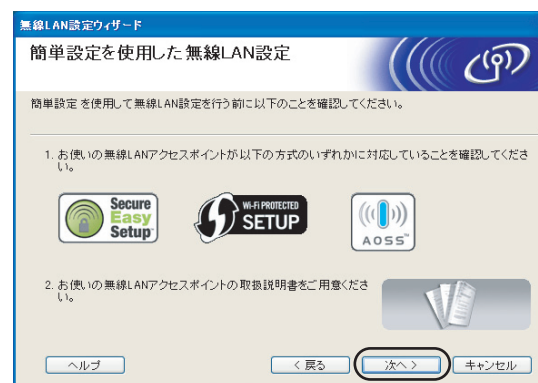 無線LAN設定ウィザード
簡単設定を使用した無線LAN設定
簡単設定 を使用して無線LAN設定を行う前に以下のことを確認してください。
1. お使いの無線LANアクセスポイントが以下の方式のいずれかに対応していることを確認してくださ
い。
Secure
Easy
Setup
WI-FI PROTECTED
SETUP
AOSS™
2. お使いの無線LANアクセスポイントの取扱説明書をご用意くださ
い。
ヘルプ
< 戻る
次へ >
キャンセル